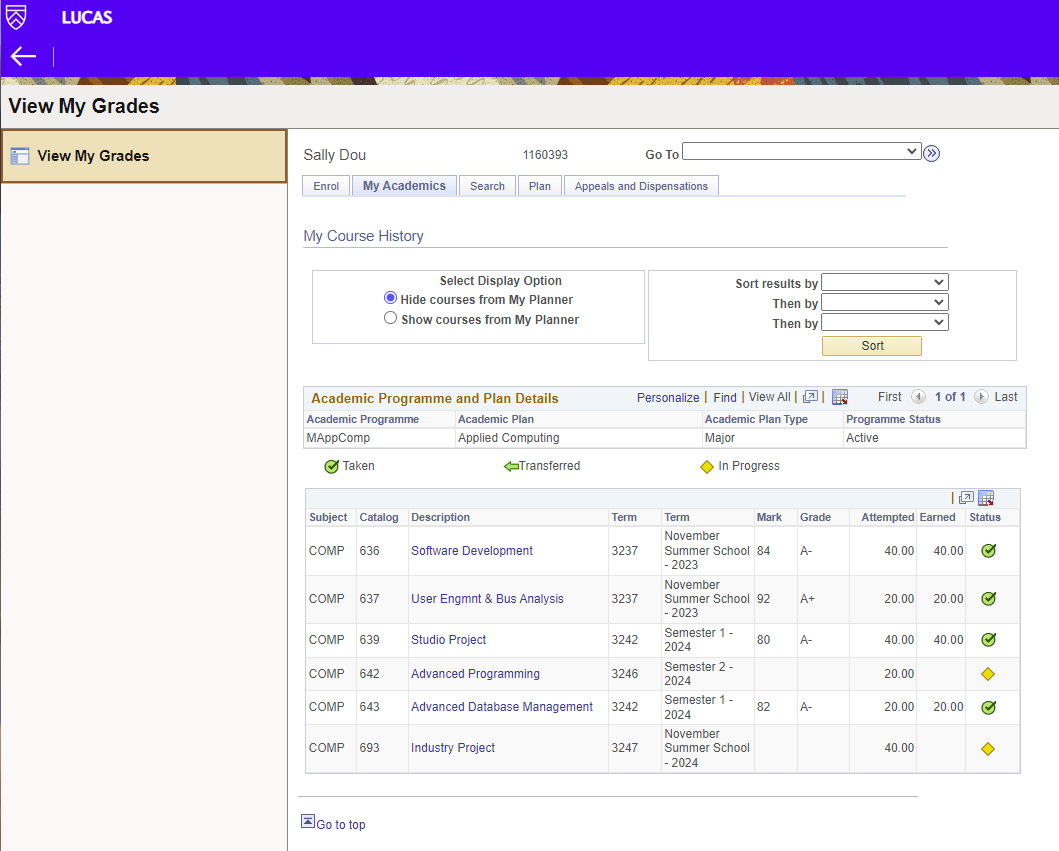 LUCAS
View My Grades
View My Grades
Sally Dou 1160393 Go To
Enrol My Academics Search Plan Appeals and Dispensations
My Course History
Select Display Option
Hide courses from My Planner
Show courses from My Planner
Sort results by
Then by
Then by
Sort
Academic Programme and Plan Details Personalize | Find | View All | | First 1 of 1 Last
Academic Programme Academic Plan Academic Plan Type Programme Status
MAppComp Applied Computing Major Active
Taken Transferred In Progress
|
Subject Catalog Description Term Term Mark Grade Attempted Earned Status
COMP 636 Software Development 3237 November Summer School - 2023 84 A- 40.00 40.00
COMP 637 User Engmnt & Bus Analysis 3237 November Summer School - 2023 92 A+ 20.00 20.00
COMP 639 Studio Project 3242 Semester 1 - 2024 80 A- 40.00 40.00
COMP 642 Advanced Programming 3246 Semester 2 - 2024 20.00
COMP 643 Advanced Database Management 3242 Semester 1 - 2024 82 A- 20.00 20.00
COMP 693 Industry Project 3247 November Summer School - 2024 40.00
Go to top